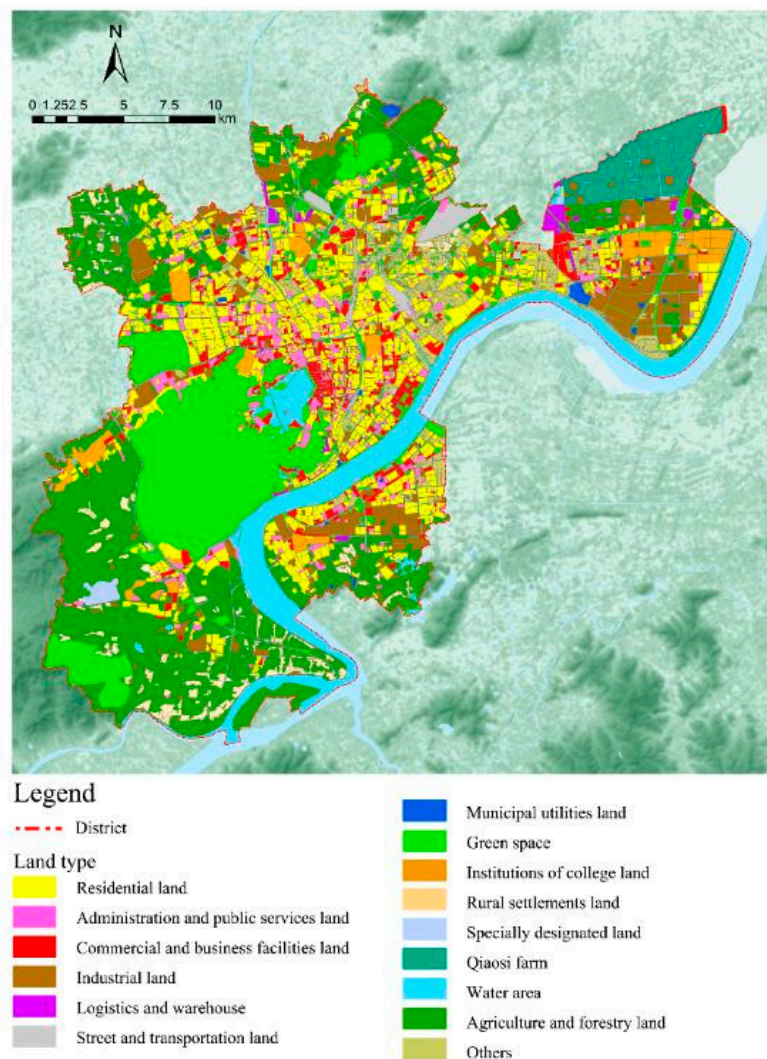 N
0 1.252.5 5 7.5 10
km
Legend
District
Land type
Residential land
Administration and public services land
Commercial and business facilities land
Industrial land
Logistics and warehouse
Street and transportation land
Municipal utilities land
Green space
Institutions of college land
Rural settlements land
Specially designated land
Qiaosi farm
Water area
Agriculture and forestry land
Others